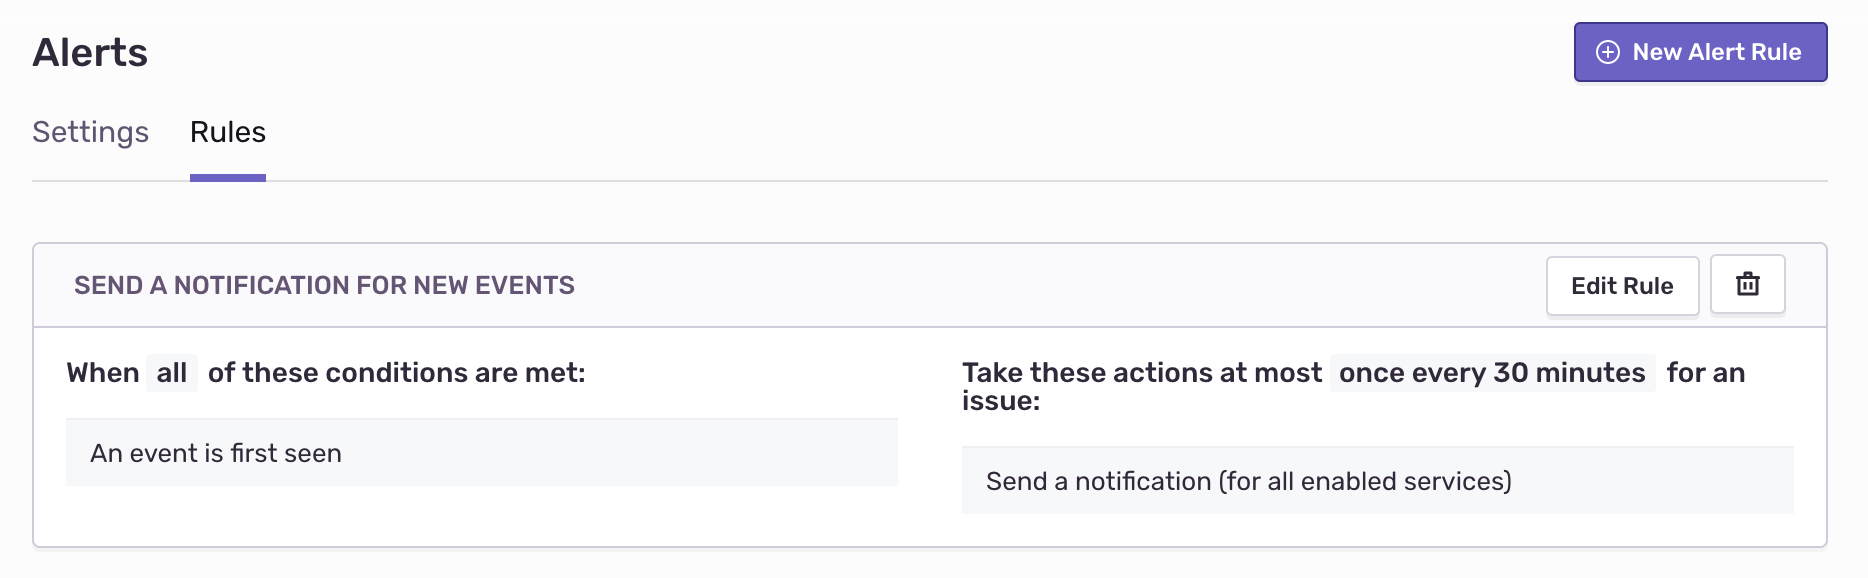 Alerts
New Alert Rule
Settings
Rules
SEND A NOTIFICATION FOR NEW EVENTS
Edit Rule
When all of these conditions are met:
An event is first seen
Take these actions at most once every 30 minutes for an
issue:
Send a notification (for all enabled services)